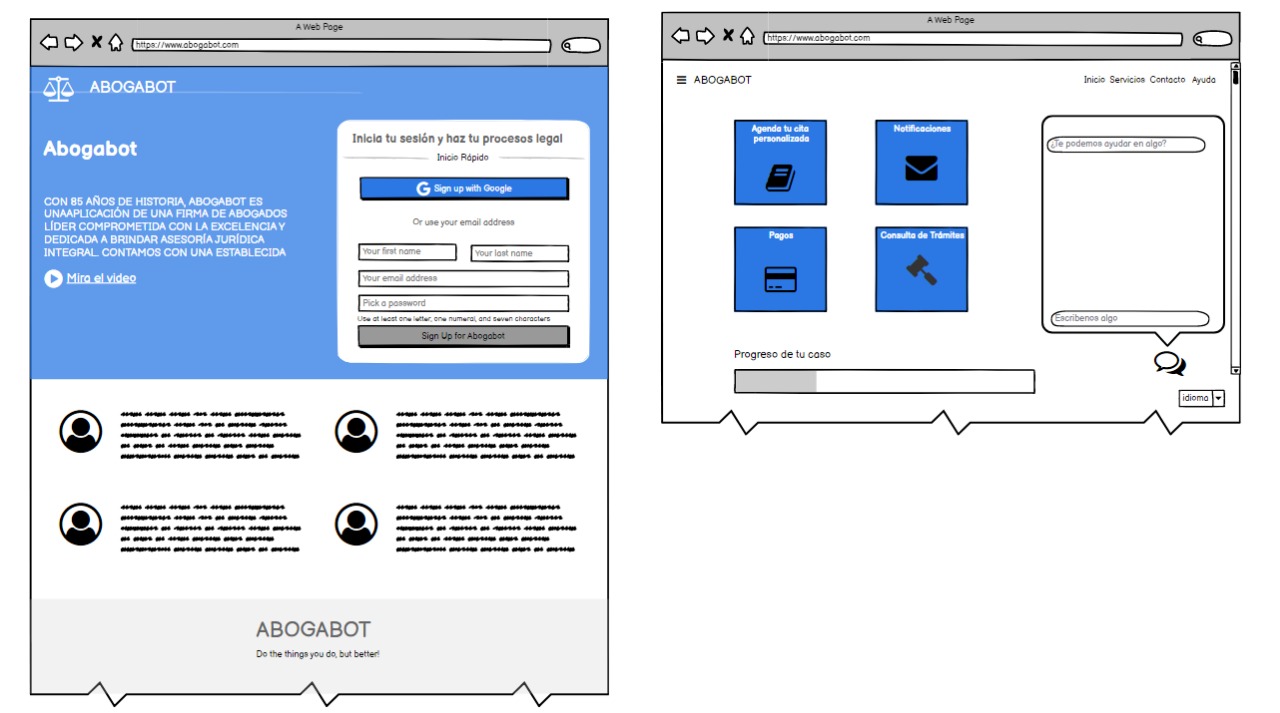 A Web Page
https://www.abogabot.com
ABOGABOT
Abogabot
CON 85 AÑOS DE HISTORIA, ABOGABOT ES
UNAAPLICACIÓN DE UNA FIRMA DE ABOGADOS
LÍDER COMPROMETIDA CON LA EXCELENCIA Y
DEDICADA A BRINDAR ASESORÍA JURÍDICA
INTEGRAL. CONTAMOS CON UNA ESTABLECIDA
Mira el video
Inicia tu sesión y haz tu procesos legal
Inicio Rápido
Sign up with Google
Or use your email address
Your first name
Your last name
Your email address
Pick a password
Use at least one letter, one numeral, and seven characters
Sign Up for Abogabot
ABOGABOT
Do the things you do, but better!
A Web Page
https://www.abogabot.com
ABOGABOT
Inicio Servicios Contacto Ayuda
Agenda tu cita
personalizada
Notificaciones
Pagos
Consulta de Trámites
¿Te podemos ayudar en algo?
Escribenos algo
Progreso de tu caso
idioma